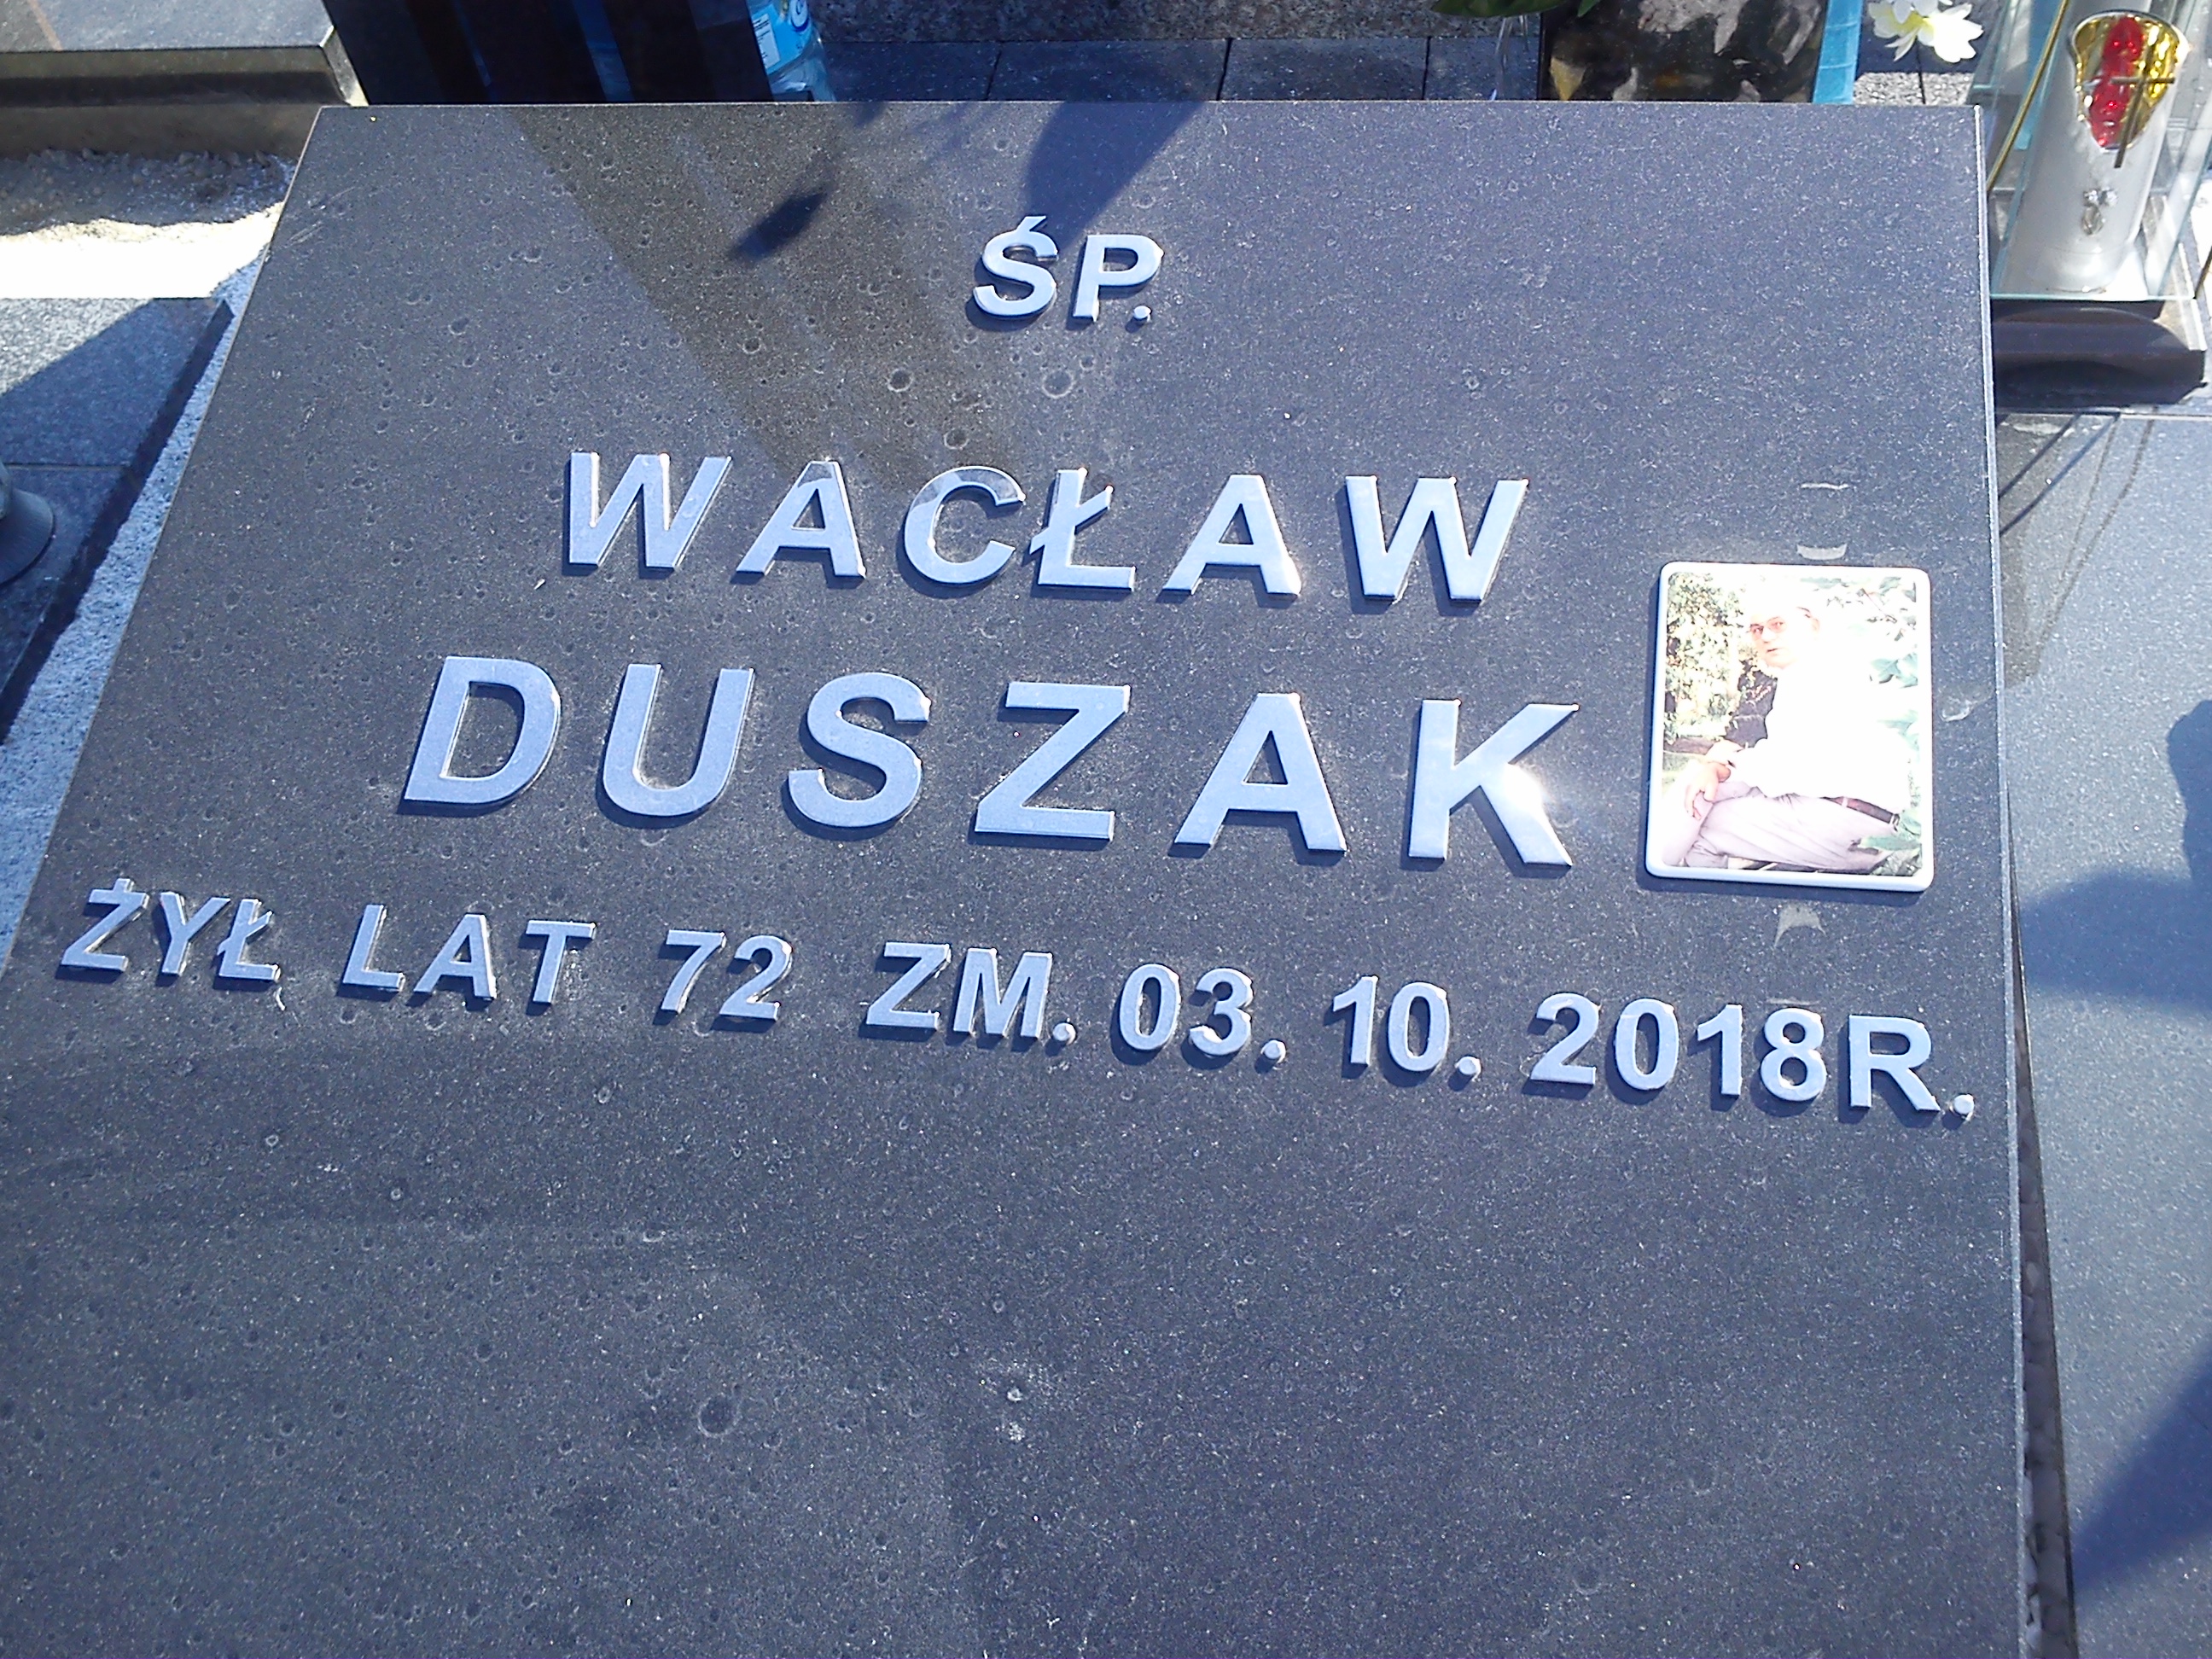 ŚP.
WACŁAW
DUSZAK
ŻYŁ LAT 72 ZM. 03. 10. 2018R.